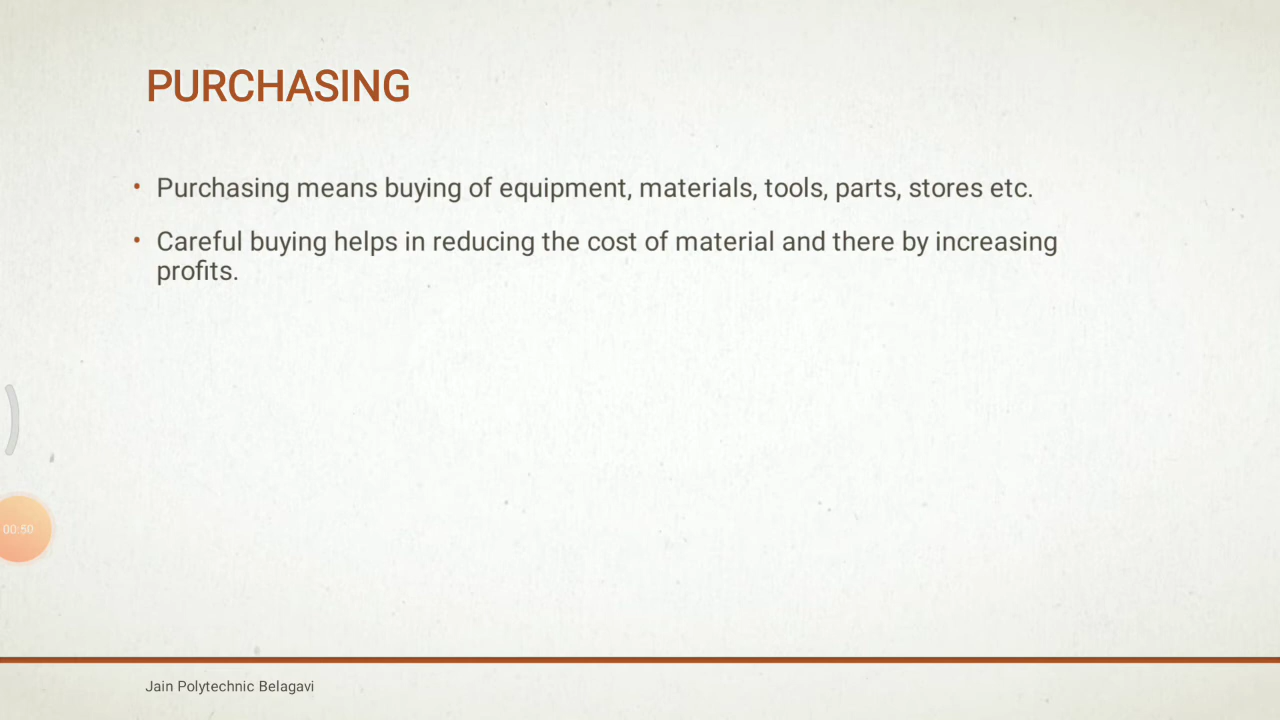 PURCHASING
• Purchasing means buying of equipment, materials, tools, parts, stores etc.
• Careful buying helps in reducing the cost of material and there by increasing
profits.
00:50
Jain Polytechnic Belagavi